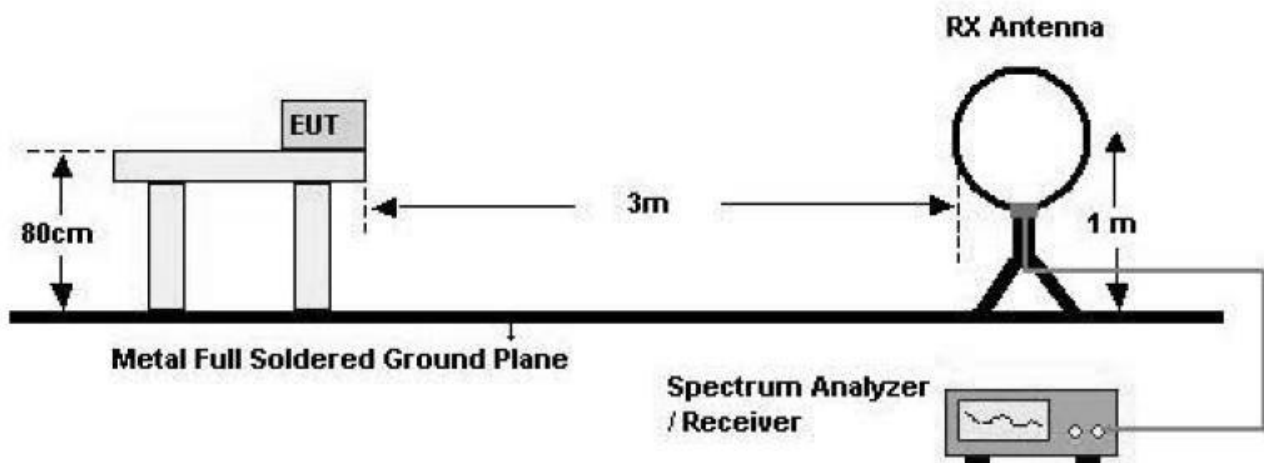 RX Antenna
EUT
3m
80cm
1 m
Metal Full Soldered Ground Plane
Spectrum Analyzer
/ Receiver